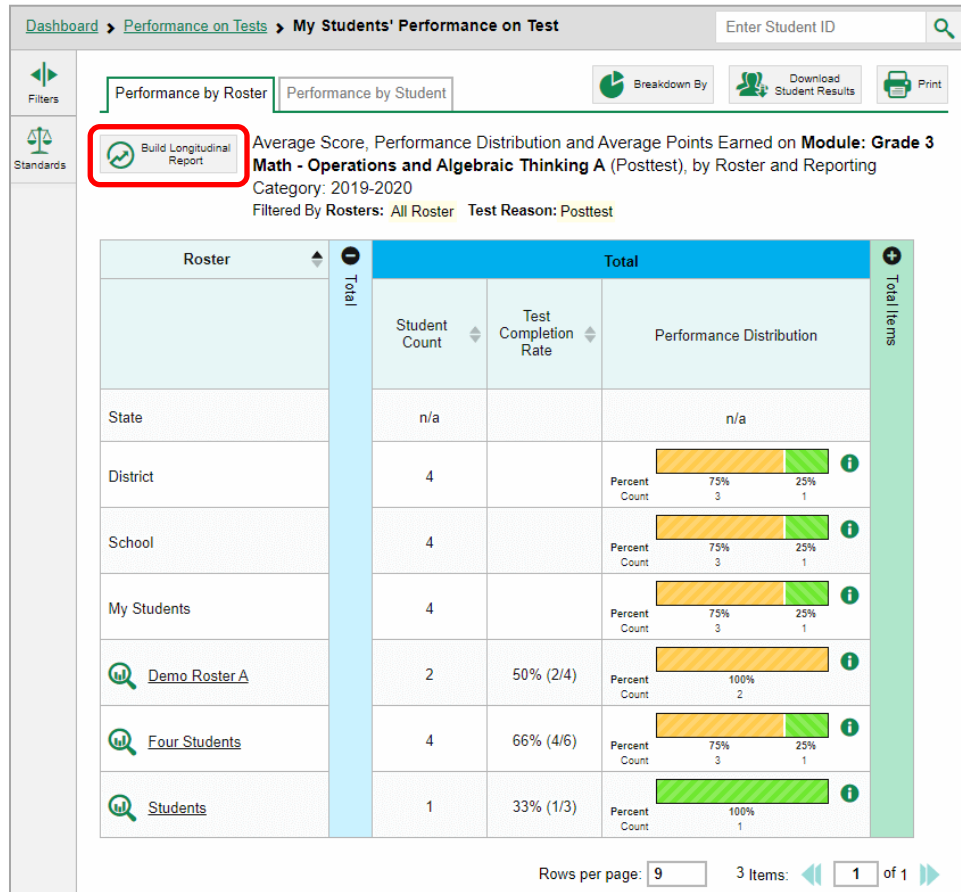 Dashboard > Performance on Tests > My Students' Performance on Test
Enter Student ID
Filters
Standards
Performance by Roster
Performance by Student
Breakdown By
Download
Student Results
Print
Build Longitudinal
Report
Average Score, Performance Distribution and Average Points Earned on Module: Grade 3
Math - Operations and Algebraic Thinking A (Posttest), by Roster and Reporting
Category: 2019-2020
Filtered By Rosters: All Roster Test Reason: Posttest
Roster
Total
Total
Total Items
Student
Count
Test
Completion
Rate
Performance Distribution
State
n/a
n/a
District
4
Percent 75% 25%
Count 3 1
School
4
Percent 75% 25%
Count 3 1
My Students
4
Percent 75% 25%
Count 3 1
Demo Roster A
2
50% (2/4)
Percent 100%
Count 2
Four Students
4
66% (4/6)
Percent 75% 25%
Count 3 1
Students
1
33% (1/3)
Percent 100%
Count 1
Rows per page: 9 3 Items: 1 of 1